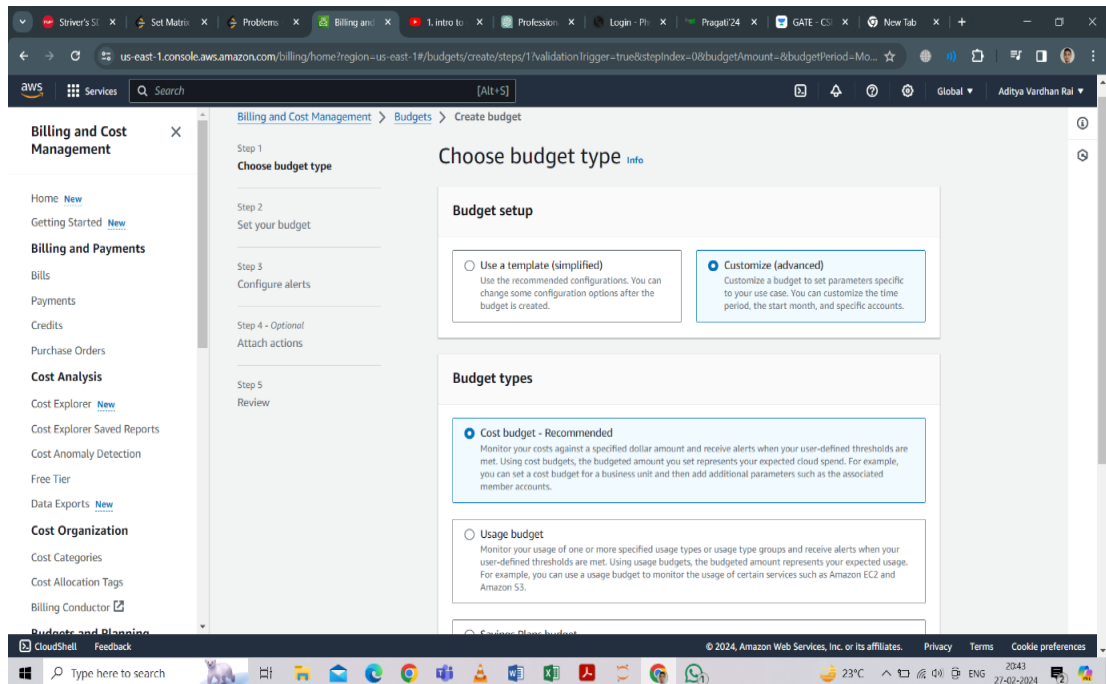 Striver's SD
Set Matrix
Problems
Billing and
1. intro to
Profession
Login - Ph
Pragati'24
GATE - CS
New Tab
us-east-1.console.aws.amazon.com/billing/home?region=us-east-1#/budgets/create/steps/1?validationTrigger=true&stepIndex=0&budgetAmount=&budgetPeriod=Mo...
aws
Services
Search
[Alt+S]
Global
Aditya Vardhan Rai
Billing and Cost
Management
Home New
Getting Started New
Billing and Payments
Bills
Payments
Credits
Purchase Orders
Cost Analysis
Cost Explorer New
Cost Explorer Saved Reports
Cost Anomaly Detection
Free Tier
Data Exports New
Cost Organization
Cost Categories
Cost Allocation Tags
Billing Conductor
Budgets and Planning
Billing and Cost Management > Budgets > Create budget
Step 1
Choose budget type
Step 2
Set your budget
Step 3
Configure alerts
Step 4 - Optional
Attach actions
Step 5
Review
Choose budget type Info
Budget setup
Use a template (simplified)
Use the recommended configurations. You can
change some configuration options after the
budget is created.
Customize (advanced)
Customize a budget to set parameters specific
to your use case. You can customize the time
period, the start month, and specific accounts.
Budget types
Cost budget - Recommended
Monitor your costs against a specified dollar amount and receive alerts when your user-defined thresholds are
met. Using cost budgets, the budgeted amount you set represents your expected cloud spend. For example,
you can set a cost budget for a business unit and then add additional parameters such as the associated
member accounts.
Usage budget
Monitor your usage of one or more specified usage types or usage type groups and receive alerts when your
user-defined thresholds are met. Using usage budgets, the budgeted amount represents your expected usage.
For example, you can use a usage budget to monitor the usage of certain services such as Amazon EC2 and
Amazon S3.
Savings Plans budget
CloudShell
Feedback
© 2024, Amazon Web Services, Inc. or its affiliates.
Privacy
Terms
Cookie preferences
Type here to search
23°C
ENG
20:43
27-02-2024
2